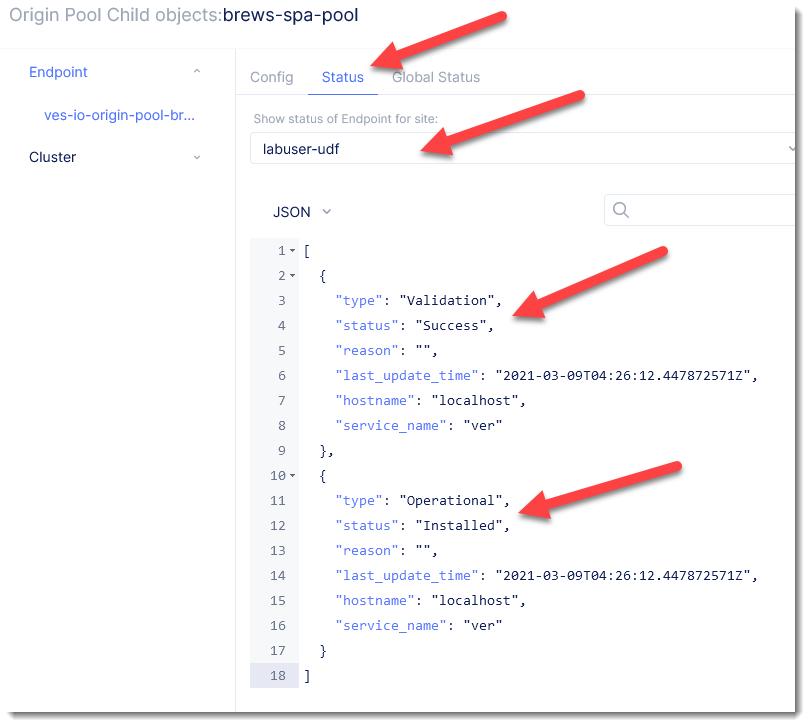 Origin Pool Child objects:brews-spa-pool
Endpoint
ves-io-origin-pool-br...
Cluster
Config Status Global Status
Show status of Endpoint for site:
labuser-udf
JSON
1 [
2 {
3 "type": "Validation",
4 "status": "Success",
5 "reason": "",
6 "last_update_time": "2021-03-09T04:26:12.447872571Z",
7 "hostname": "localhost",
8 "service_name": "ver"
9 },
10 {
11 "type": "Operational",
12 "status": "Installed",
13 "reason": "",
14 "last_update_time": "2021-03-09T04:26:12.447872571Z",
15 "hostname": "localhost",
16 "service_name": "ver"
17 }
18 ]